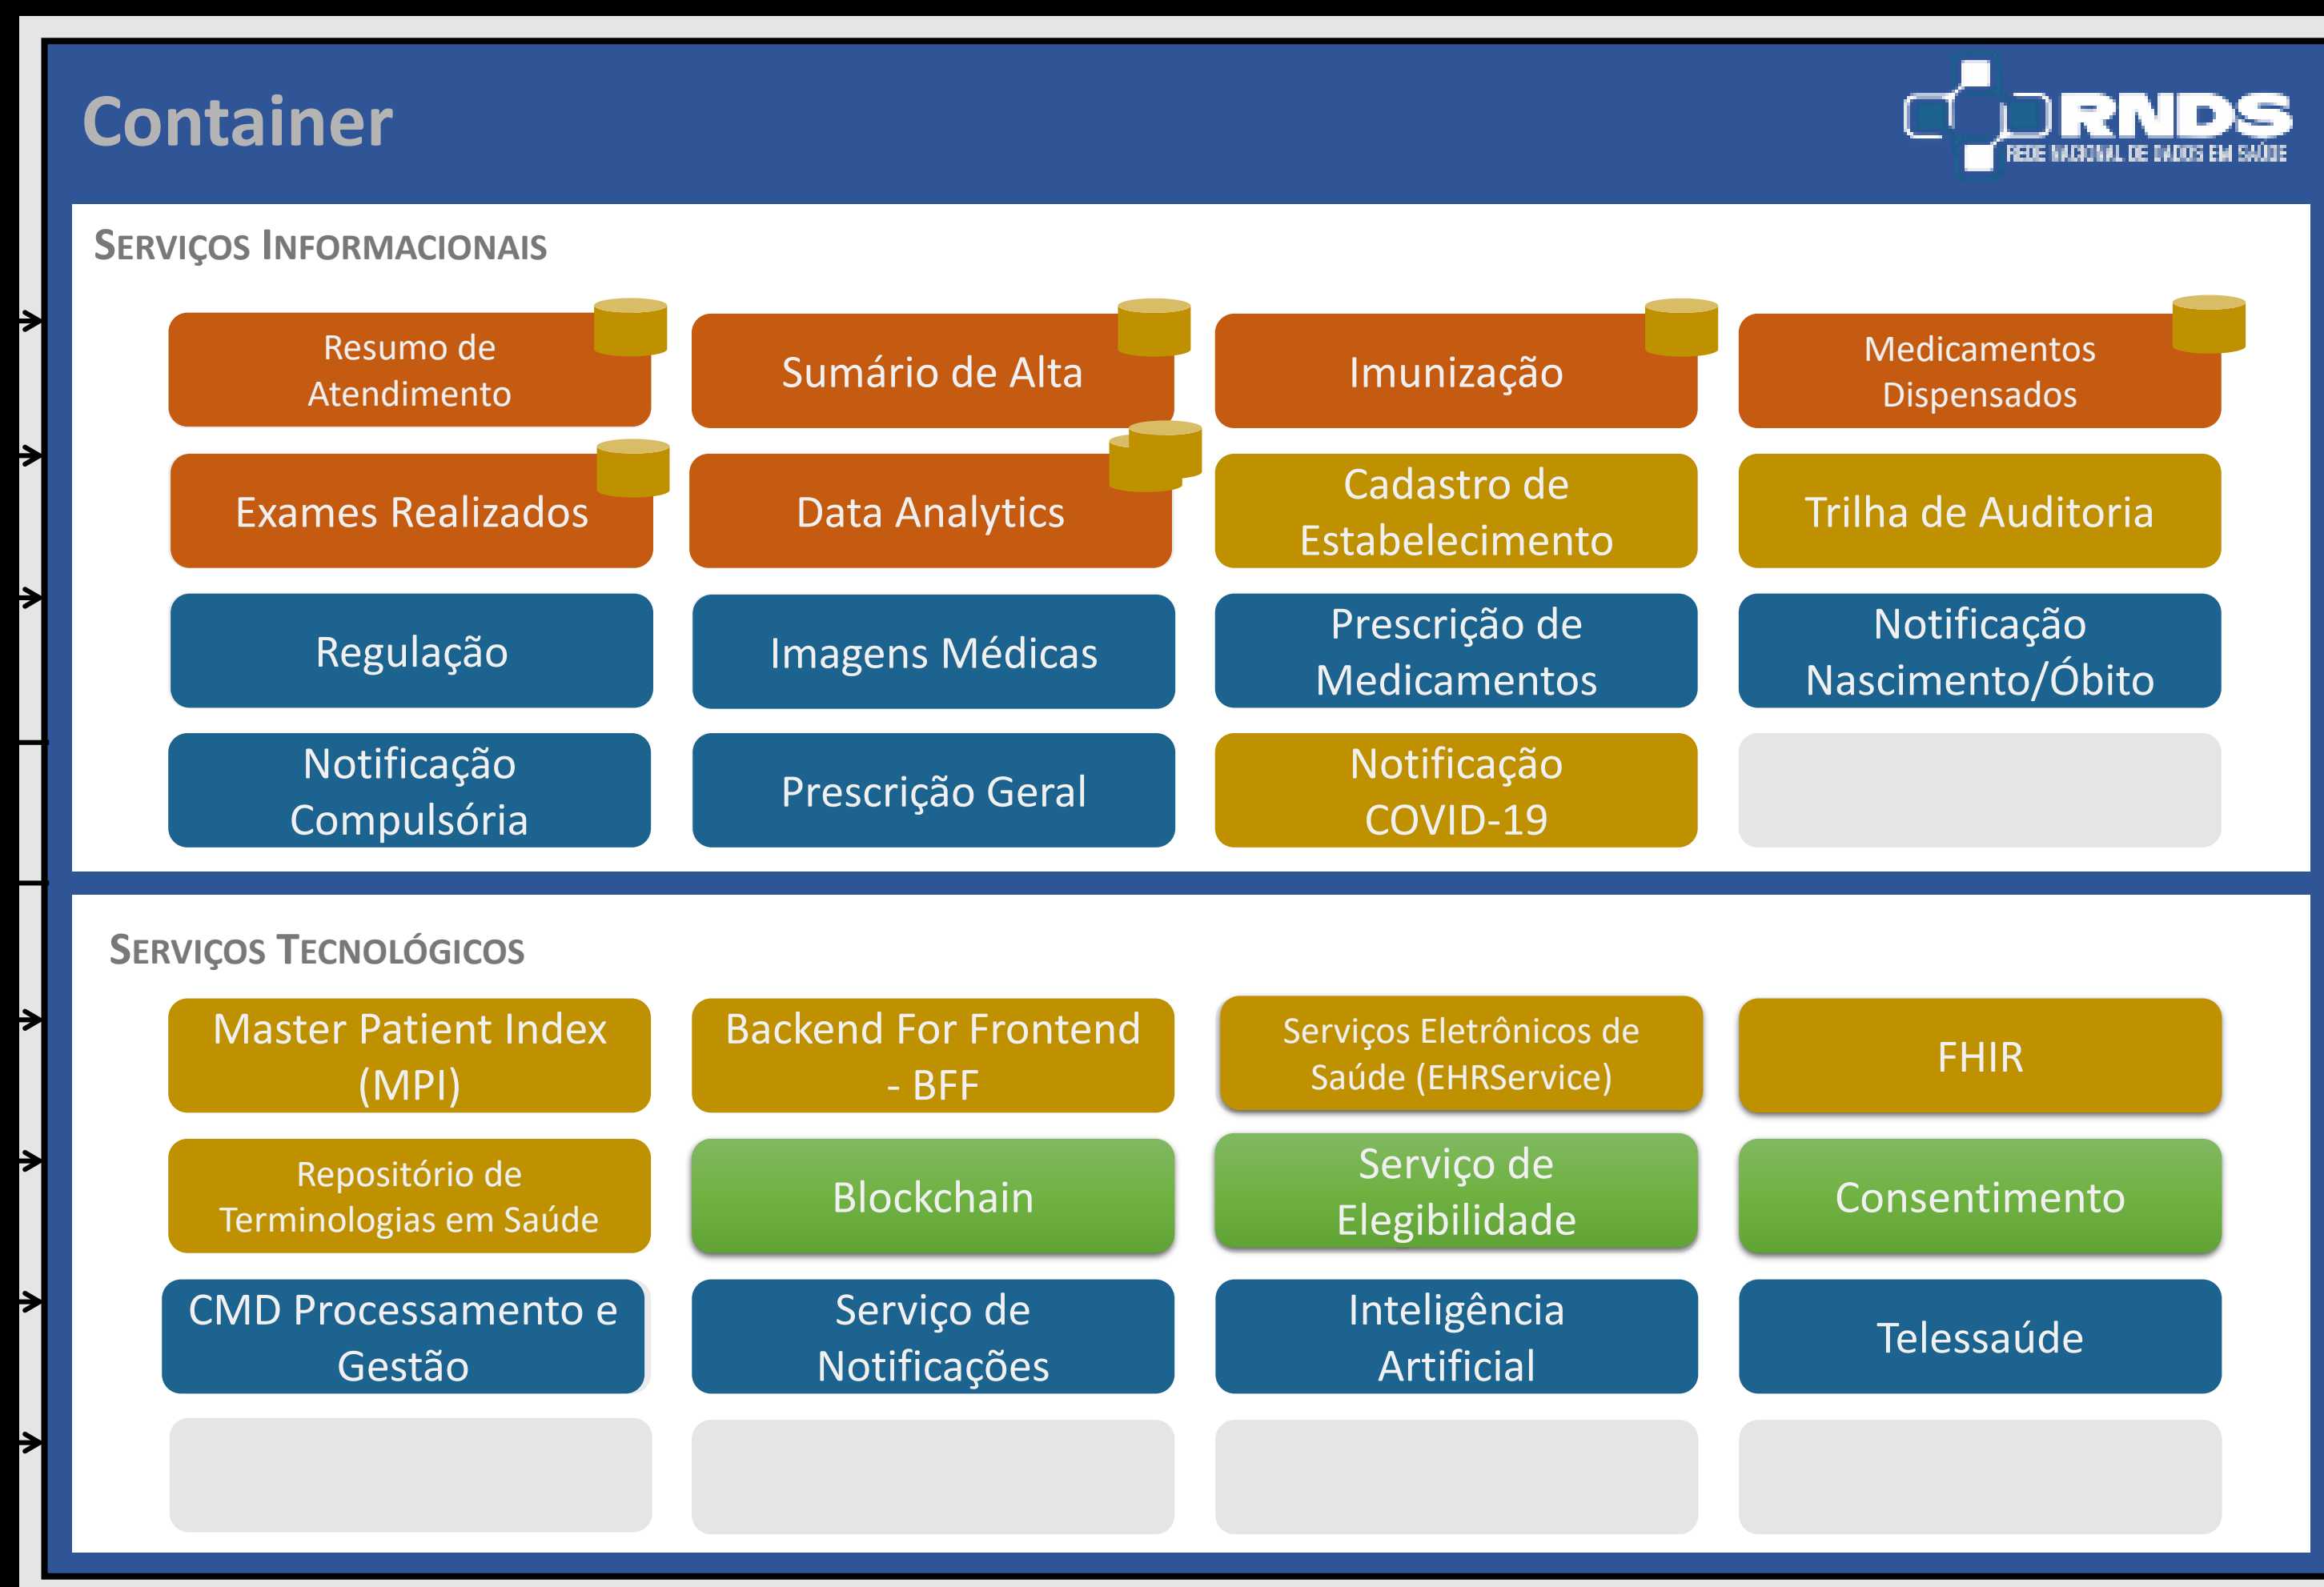 Container
RNDS
REDE NACIONAL DE DADOS EM SAÚDE
SERVIÇOS INFORMACIONAIS
Resumo de
Atendimento
Sumário de Alta
Imunização
Medicamentos
Dispensados
Exames Realizados
Data Analytics
Cadastro de
Estabelecimento
Trilha de Auditoria
Regulação
Imagens Médicas
Prescrição de
Medicamentos
Notificação
Nascimento/Óbito
Notificação
Compulsória
Prescrição Geral
Notificação
COVID-19
SERVIÇOS TECNOLÓGICOS
Master Patient Index
(MPI)
Backend For Frontend
- BFF
Serviços Eletrônicos de
Saúde (EHRService)
FHIR
Repositório de
Terminologias em Saúde
Blockchain
Serviço de
Elegibilidade
Consentimento
CMD Processamento e
Gestão
Serviço de
Notificações
Inteligência
Artificial
Telessaúde